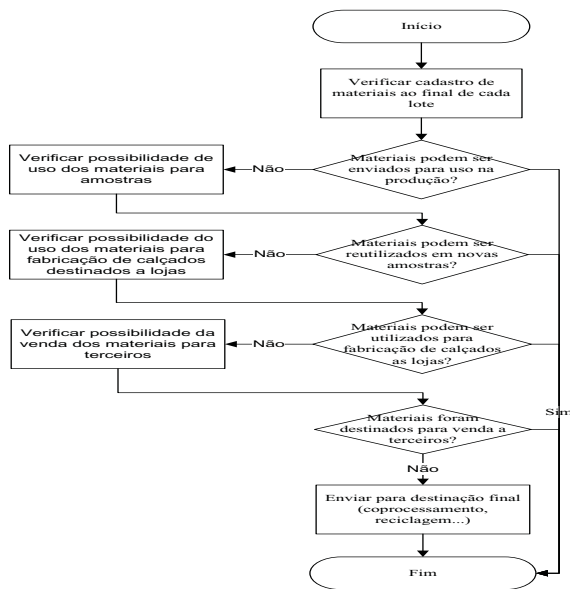 Início
Verificar cadastro de
materiais ao final de cada
lote
Materiais podem ser
enviados para uso na
produção?
Não
Verificar possibilidade de
uso dos materiais para
amostras
Materiais podem ser
reutilizados em novas
amostras?
Não
Verificar possibilidade do
uso dos materiais para
fabricação de calçados
destinados a lojas
Materiais podem ser
utilizados para
fabricação de calçados
as lojas?
Não
Verificar possibilidade da
venda dos materiais para
terceiros
Materiais foram
destinados para venda a
terceiros?
Sim
Não
Enviar para destinação final
(coprocessamento,
reciclagem...)
Fim